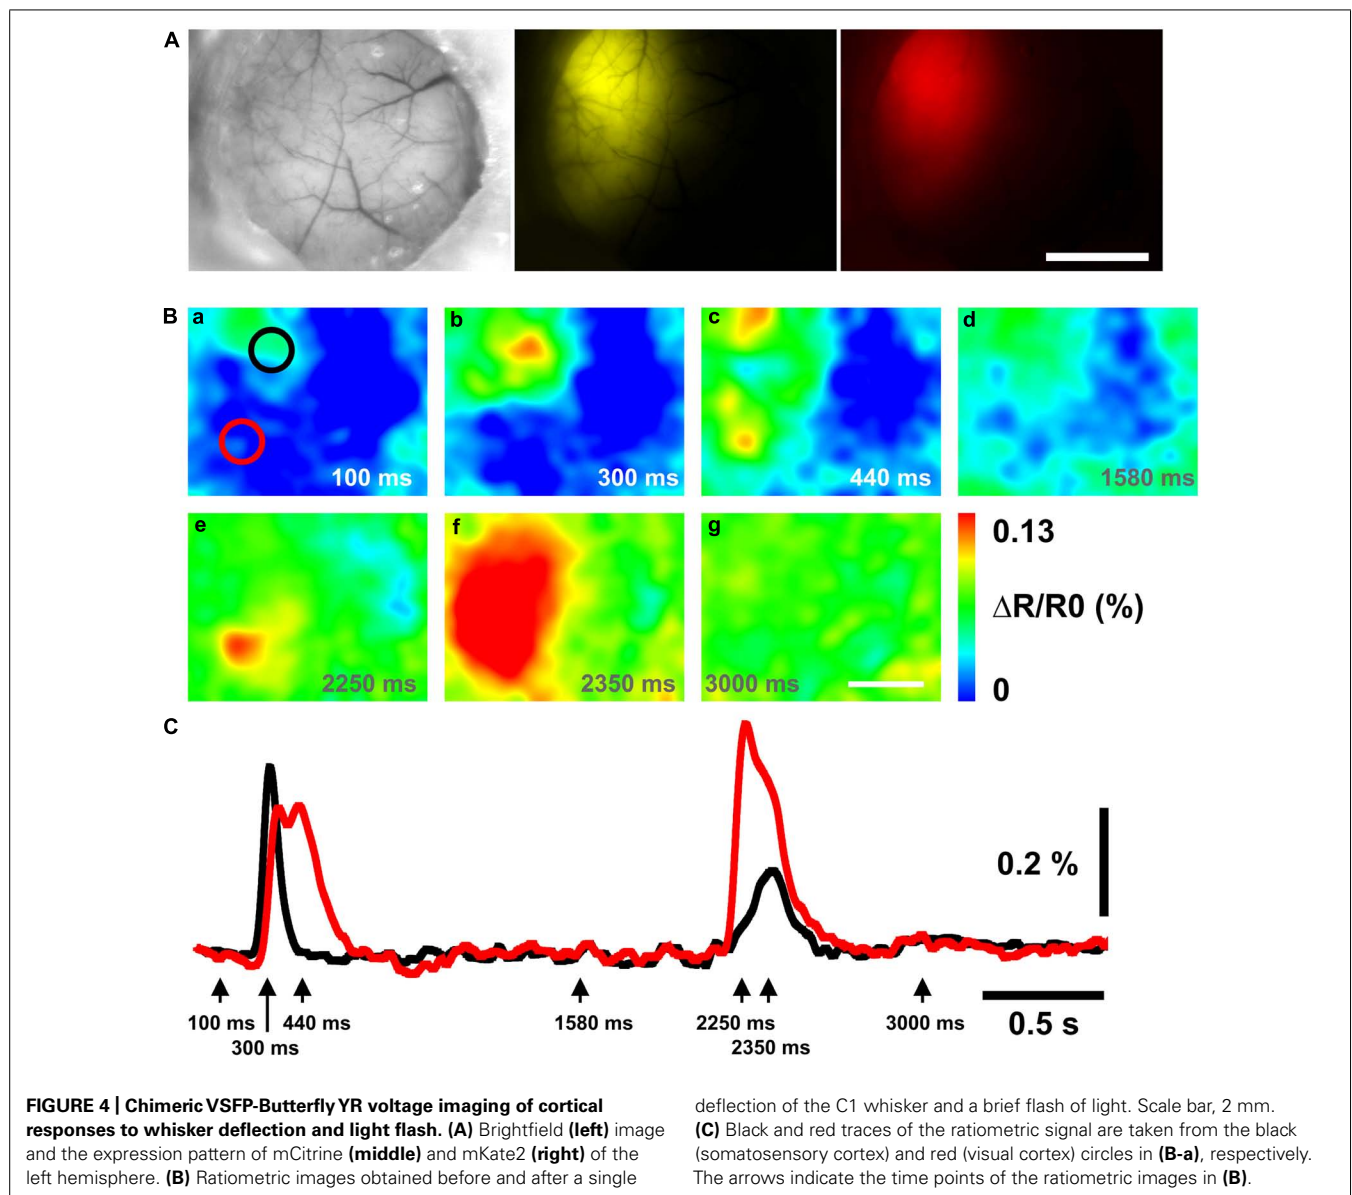 A
B
a
100 ms
b
300 ms
c
440 ms
d
1580 ms
e
2250 ms
f
2350 ms
g
3000 ms
0.13
ΔR/R0 (%)
0
C
0.2 %
100 ms
440 ms
1580 ms
2250 ms
3000 ms
0.5 s
300 ms
2350 ms
FIGURE 4 | Chimeric VSFP-Butterfly YR voltage imaging of cortical
responses to whisker deflection and light flash. (A) Brightfield (left) image
and the expression pattern of mCitrine (middle) and mKate2 (right) of the
left hemisphere. (B) Ratiometric images obtained before and after a single
deflection of the C1 whisker and a brief flash of light. Scale bar, 2 mm.
(C) Black and red traces of the ratiometric signal are taken from the black
(somatosensory cortex) and red (visual cortex) circles in (B-a), respectively.
The arrows indicate the time points of the ratiometric images in (B).